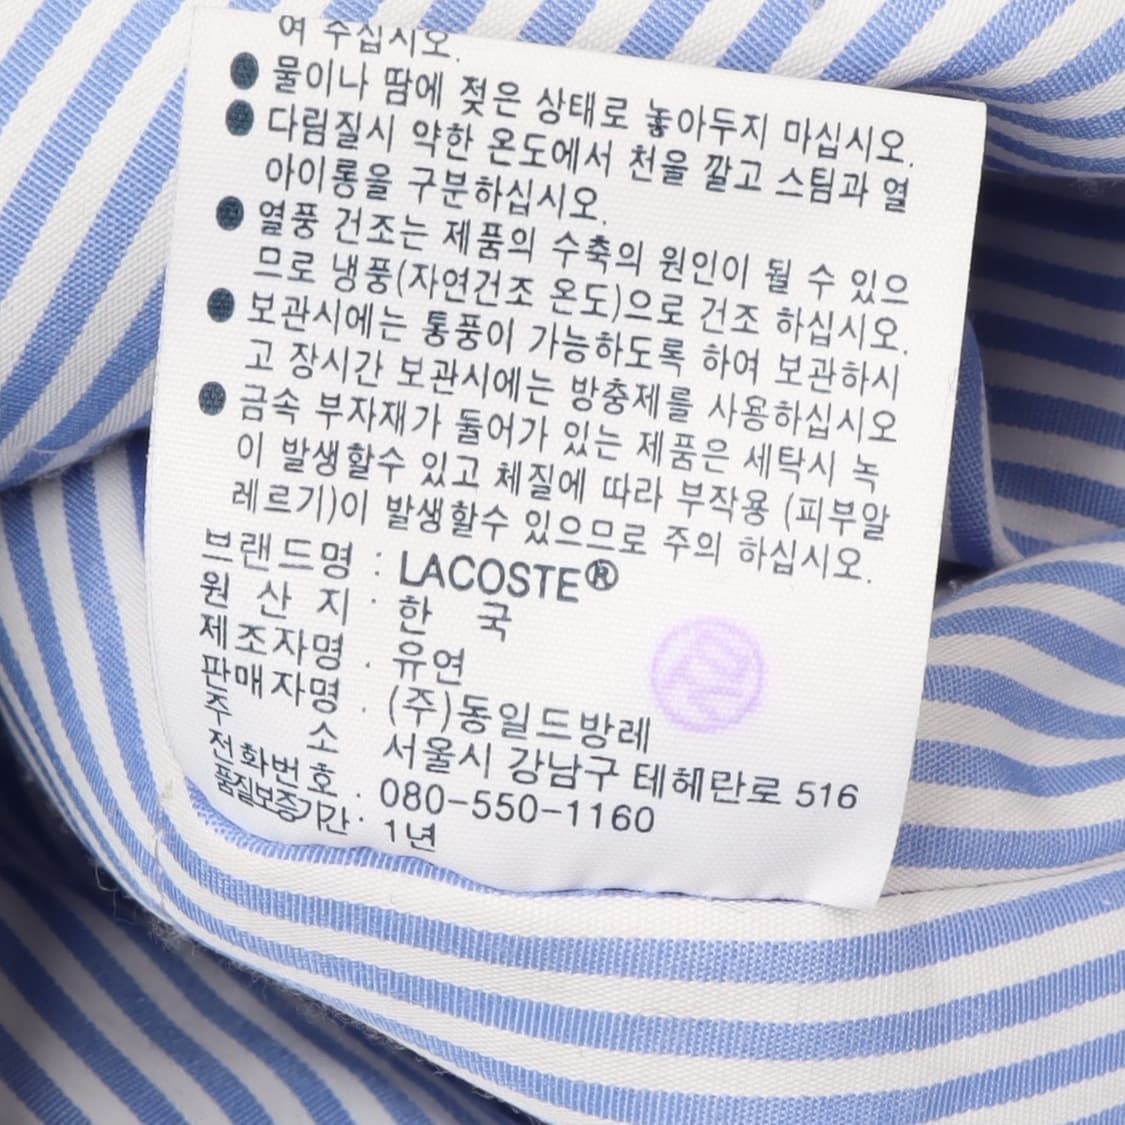 여 주십시오.
● 물이나 땀에 젖은 상태로 놓아두지 마십시오.
● 다림질시 약한 온도에서 천을 깔고 스팀과 열
아이롱을 구분하십시오.
● 열풍 건조는 제품의 수축의 원인이 될 수 있으
므로 냉풍(자연건조 온도)으로 건조 하십시오.
● 보관시에는 통풍이 가능하도록 하여 보관하시
고 장시간 보관시에는 방충제를 사용하십시오
● 금속 부자재가 둘어가 있는 제품은 세탁시 녹
이 발생할수 있고 체질에 따라 부작용 (피부알
레르기)이 발생할수 있으므로 주의 하십시오.
브랜드명 : LACOSTE®
원 산 지 : 한 국
제조자명 : 유연
판매자명 : (주)동일드방레
주 소 서울시 강남구 테헤란로 516
전화번호 : 080-550-1160
품질보증기간 : 1년